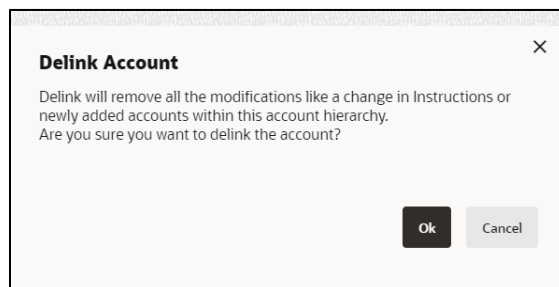 Delink Account
Delink will remove all the modifications like a change in Instructions or
newly added accounts within this account hierarchy.
Are you sure you want to delink the account?
Ok
Cancel